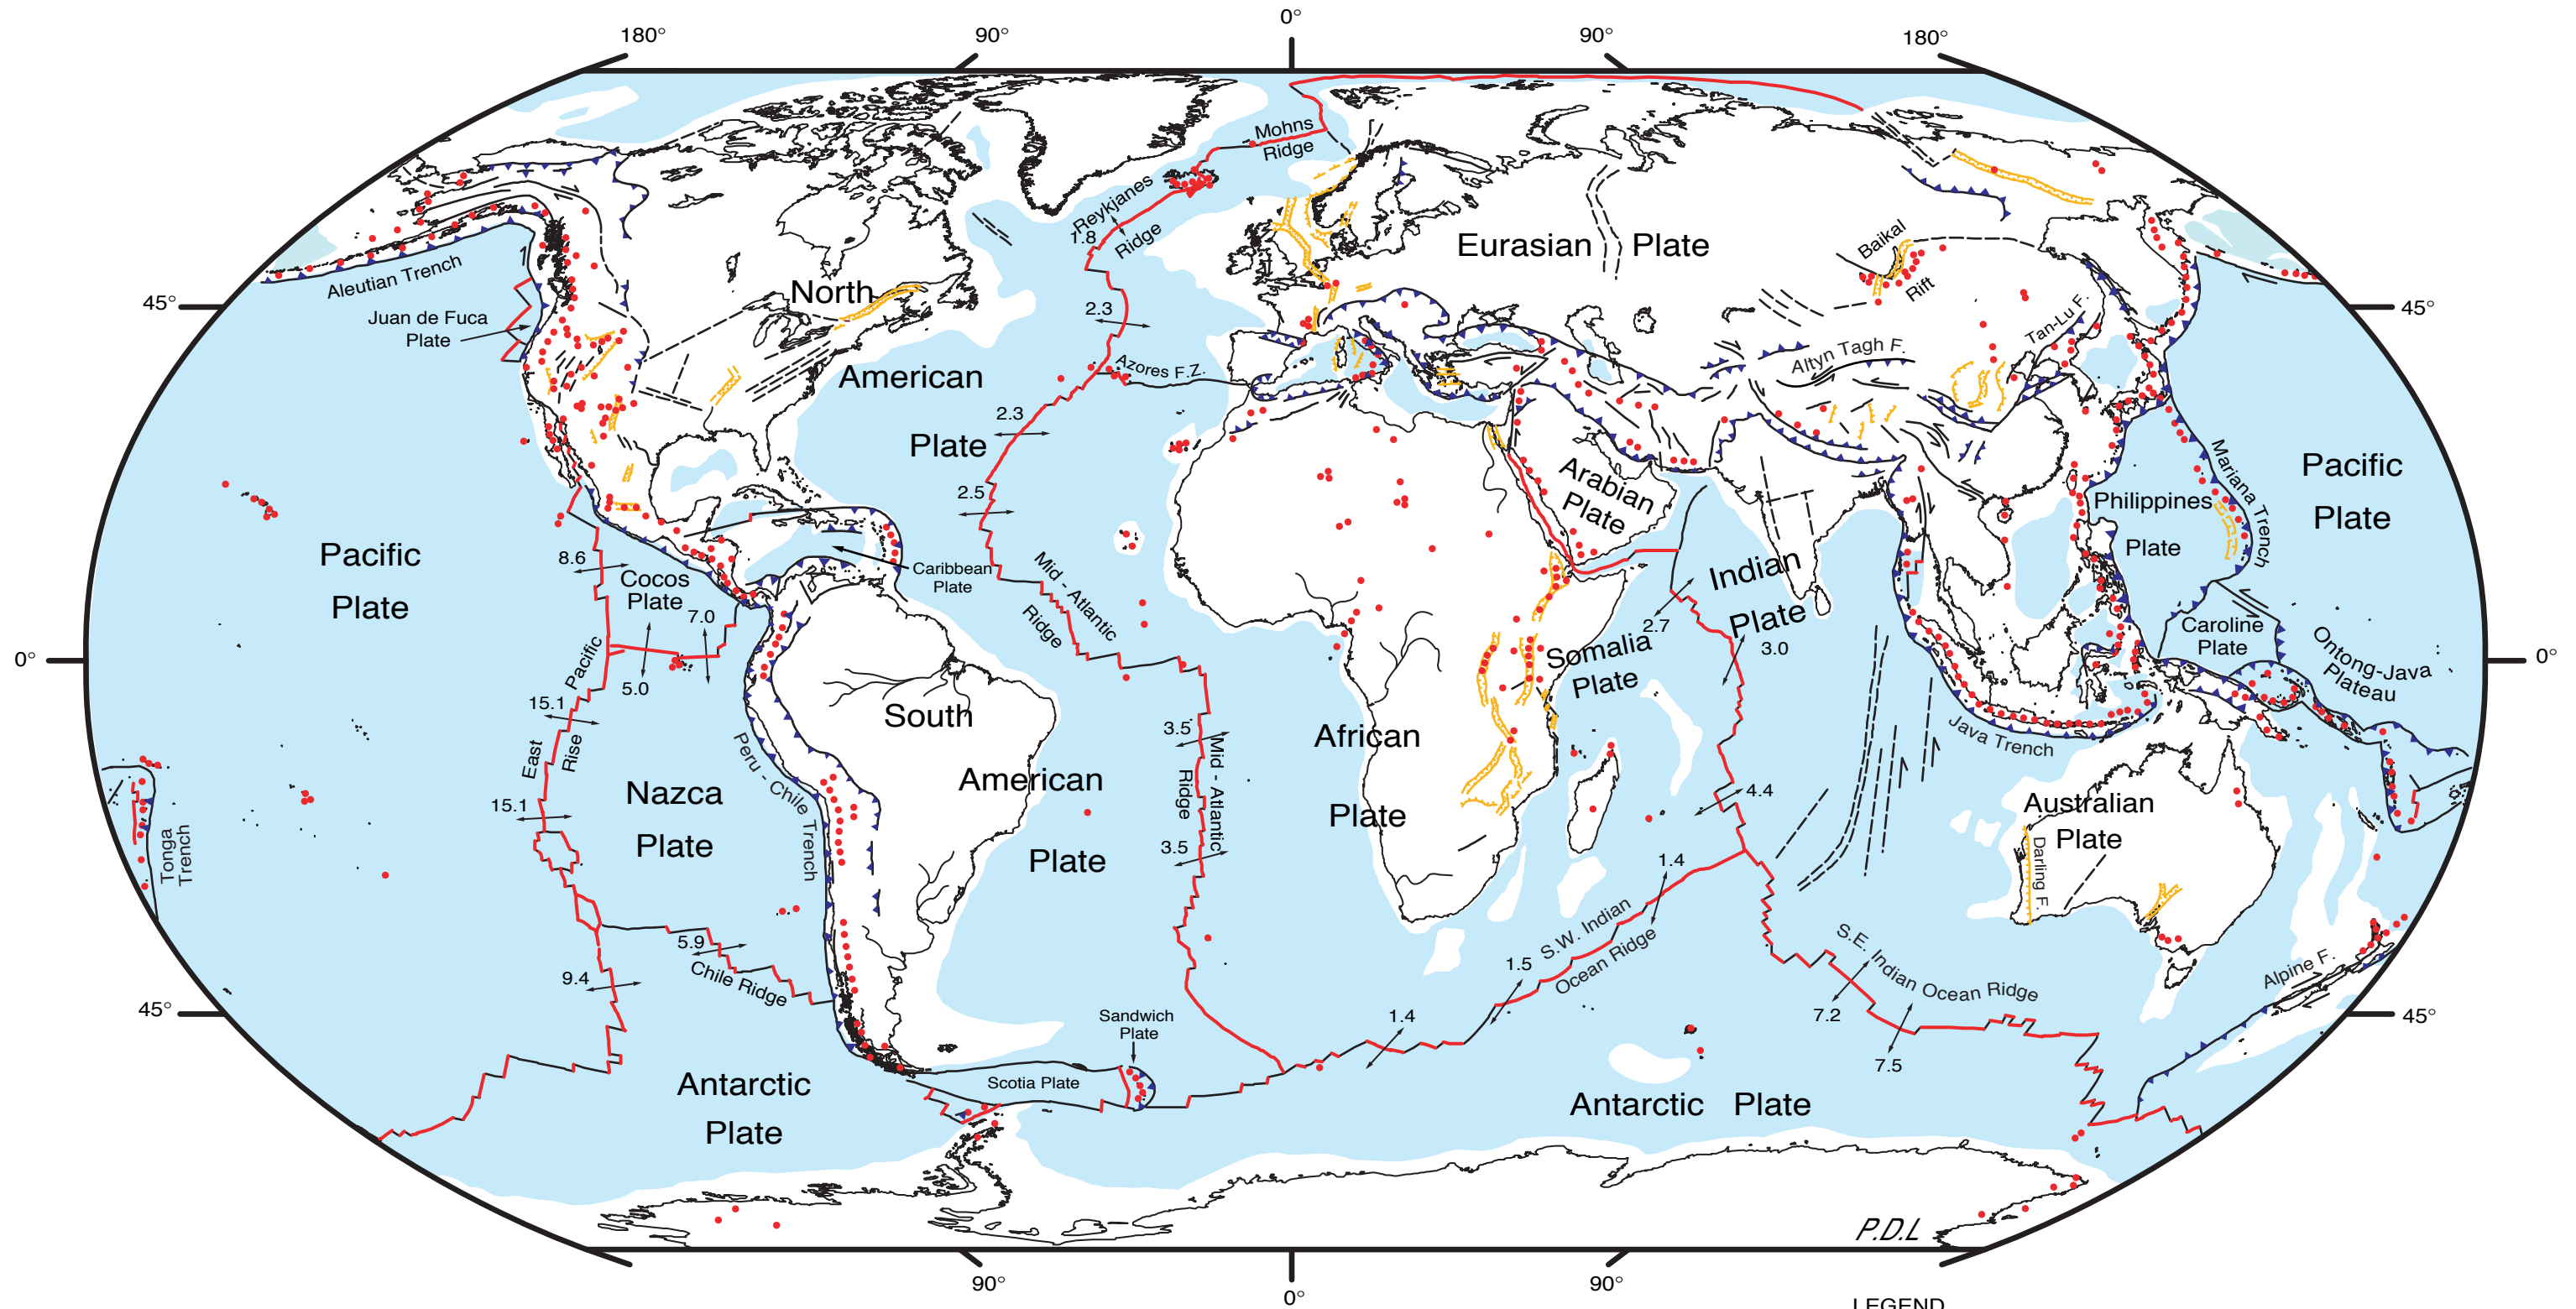 0°
180°
90°
90°
180°
Mohns
Ridge
Reykjanes
Ridge
1.8
Eurasian Plate
Baikal
Rift
Aleutian Trench
North
45°
45°
Juan de Fuca
Plate
2.3
Tan-Lu F.
Altyn Tagh F.
Azores F.Z.
American
Plate
2.3
2.5
Arabian
Plate
Mariana Trench
Pacific
Plate
Philippines
Plate
Pacific
Plate
8.6
Cocos
Plate
7.0
5.0
Caribbean
Plate
Mid - Atlantic
Ridge
Indian
Plate
2.7
3.0
Somalia
Plate
Caroline
Plate
Ontong-Java
Plateau
0°
0°
East
Pacific
Rise
15.1
15.1
South
American
Plate
3.5
Mid - Atlantic
Ridge
3.5
African
Plate
Java Trench
Nazca
Plate
Peru - Chile Trench
4.4
Australian
Plate
Darling F.
Tonga
Trench
1.4
S.W. Indian
Ocean Ridge
1.5
1.4
S.E. Indian Ocean Ridge
7.2
7.5
Alpine F.
5.9
Chile Ridge
9.4
45°
45°
Sandwich
Plate
Scotia Plate
Antarctic
Plate
Antarctic Plate
P.D.L
90°
0°
90°
LEGEND